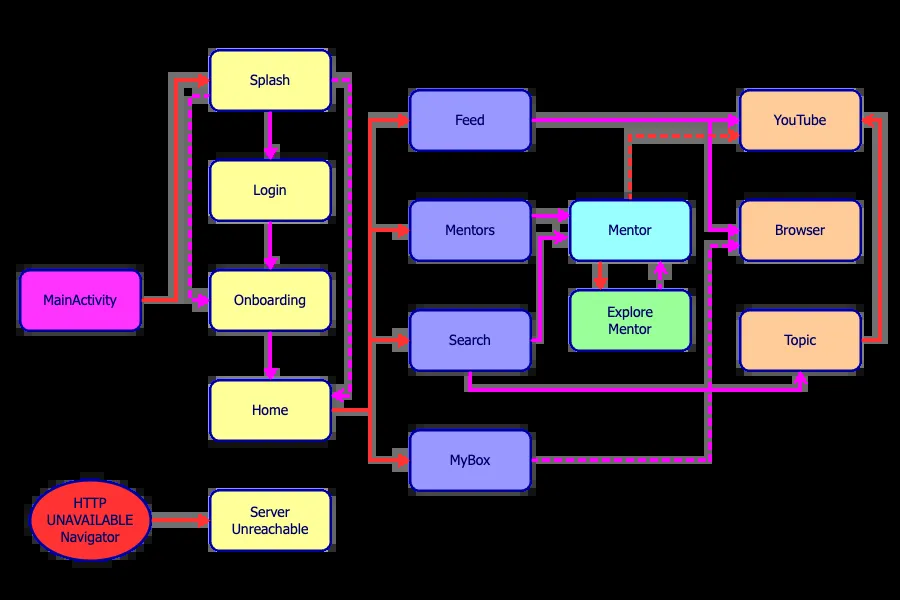 Splash
Feed
YouTube
Login
Mentors
Mentor
Browser
MainActivity
Onboarding
Explore
Mentor
Search
Topic
Home
MyBox
HTTP
UNAVAILABLE
Navigator
Server
Unreachable